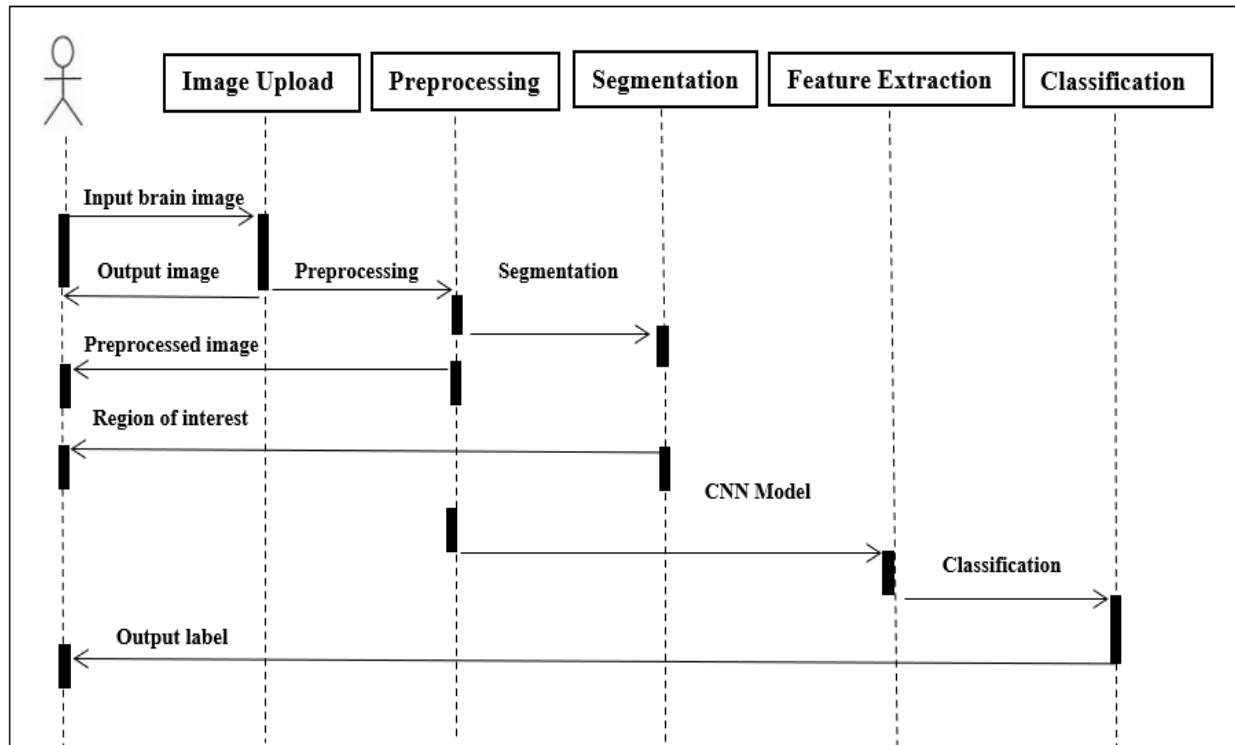 Image Upload
Preprocessing
Segmentation
Feature Extraction
Classification
Input brain image
Output image
Preprocessing
Segmentation
Preprocessed image
Region of interest
CNN Model
Classification
Output label